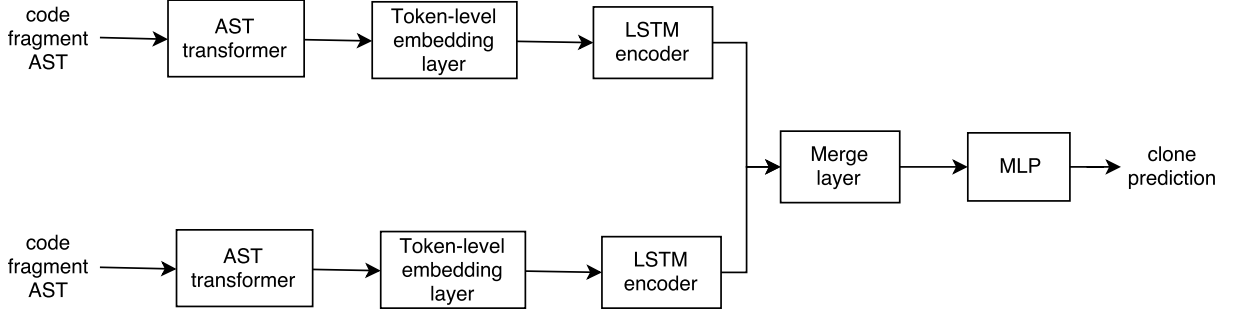 code
fragment
AST
AST
transformer
Token-level
embedding
layer
LSTM
encoder
Merge
layer
MLP
clone
prediction
code
fragment
AST
AST
transformer
Token-level
embedding
layer
LSTM
encoder